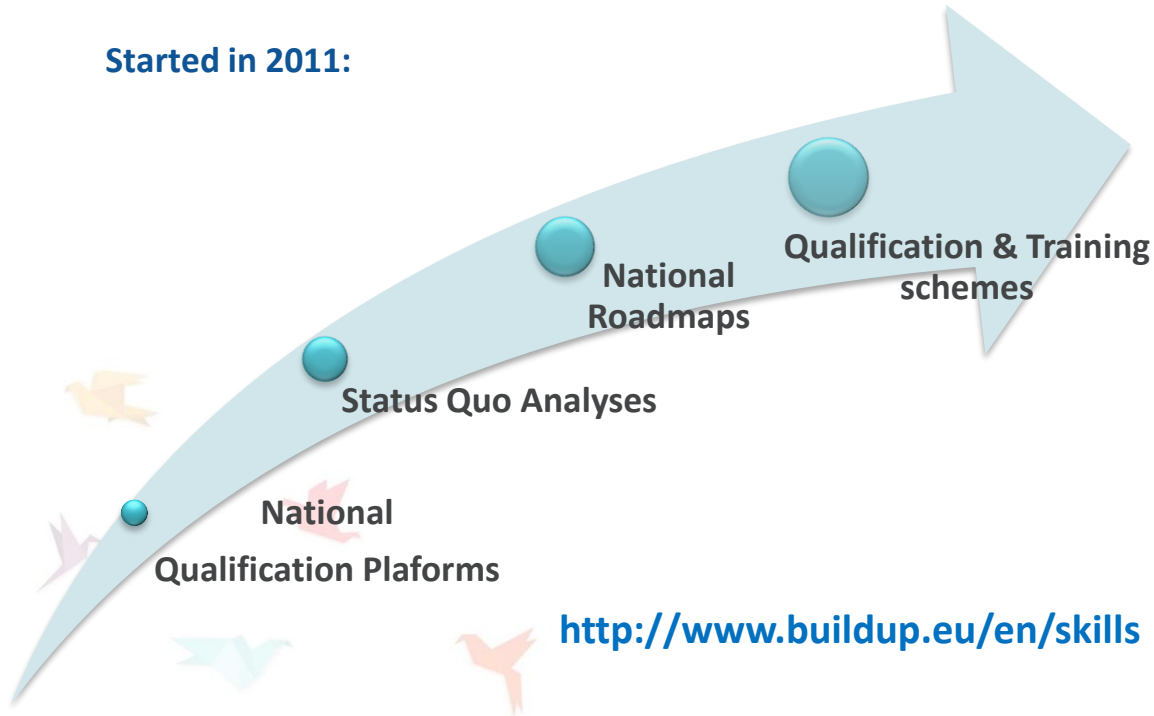 Started in 2011:
Qualification & Training
schemes
National
Roadmaps
Status Quo Analyses
National
Qualification Plaforms
http://www.buildup.eu/en/skills